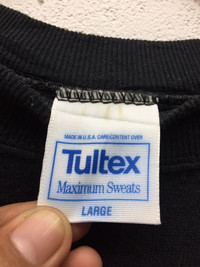 MADE IN U.S.A. CARE/CONTENT OVER
Tultex
Maximum Sweats
LARGE